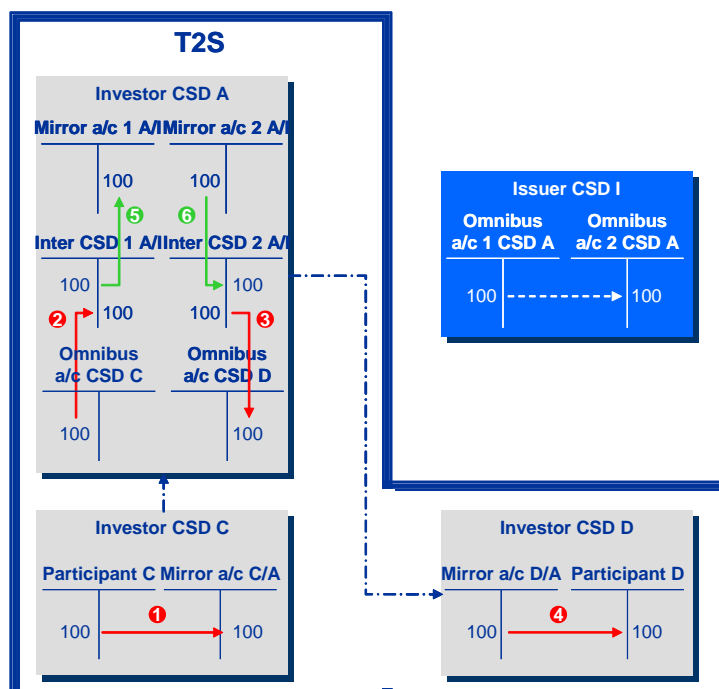 T2S
Investor CSD A
Mirror a/c 1 A/I Mirror a/c 2 A/I
100 100
5 6
Inter CSD 1 A/I Inter CSD 2 A/I
100 100
2 100 100 3
Omnibus Omnibus
a/c CSD C a/c CSD D
100 100
Issuer CSD I
Omnibus Omnibus
a/c 1 CSD A a/c 2 CSD A
100 100
Investor CSD C
Participant C Mirror a/c C/A
1
100 100
Investor CSD D
Mirror a/c D/A Participant D
4
100 100